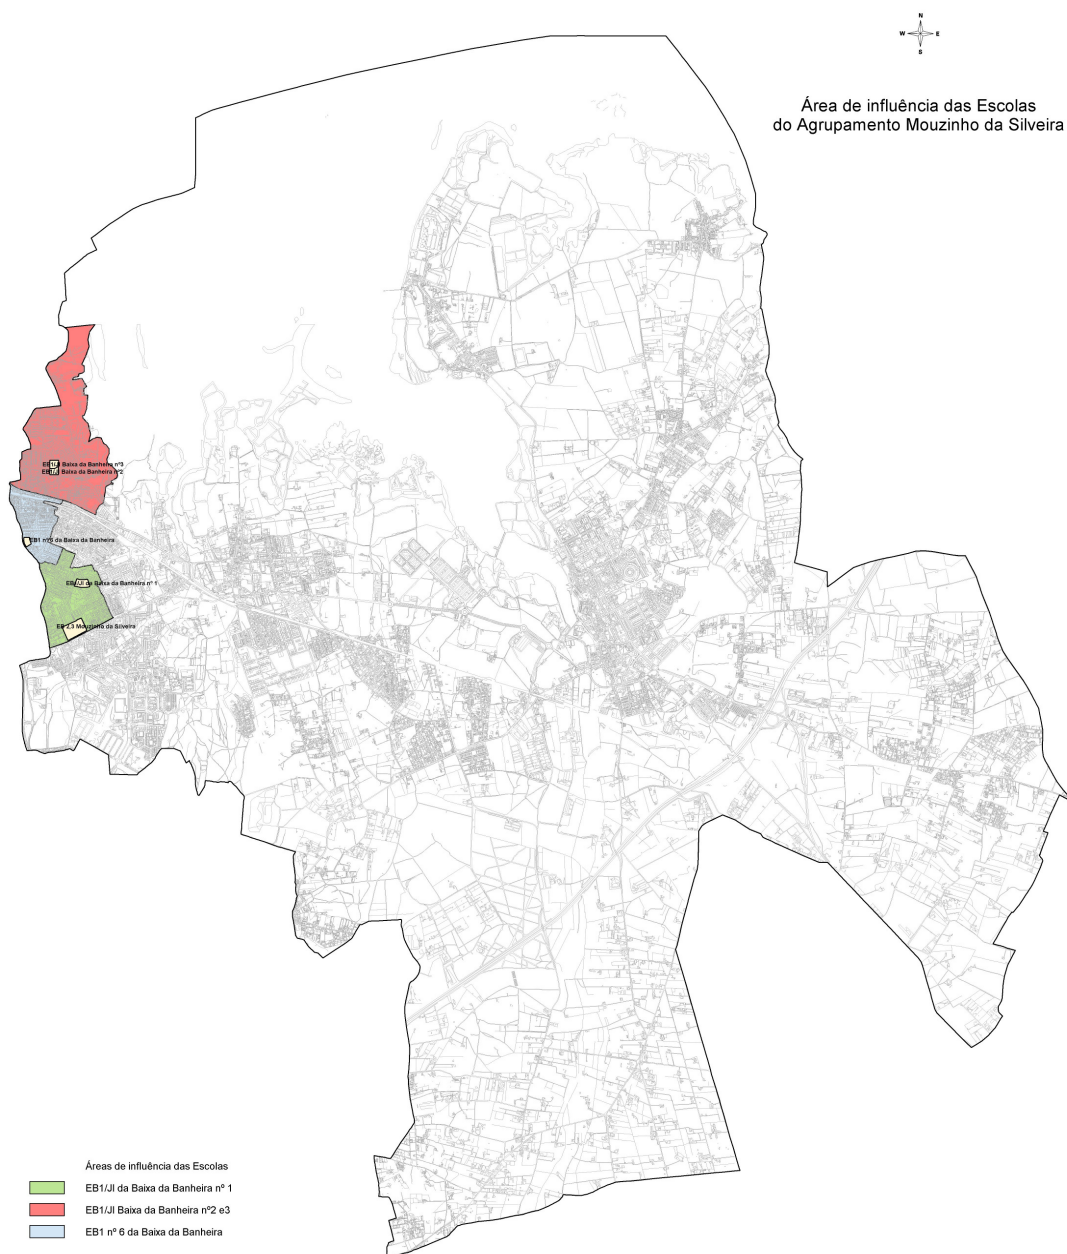 N
W E
S
Área de influência das Escolas
do Agrupamento Mouzinho da Silveira
EB1/JI Baixa da Banheira nº3
EB1/JI Baixa da Banheira nº2
EB1 nº 6 da Baixa da Banheira
EB1/JI da Baixa da Banheira nº 1
EB 2,3 Mouzinho da Silveira
Áreas de influência das Escolas
EB1/JI da Baixa da Banheira nº 1
EB1/JI Baixa da Banheira nº2 e3
EB1 nº 6 da Baixa da Banheira